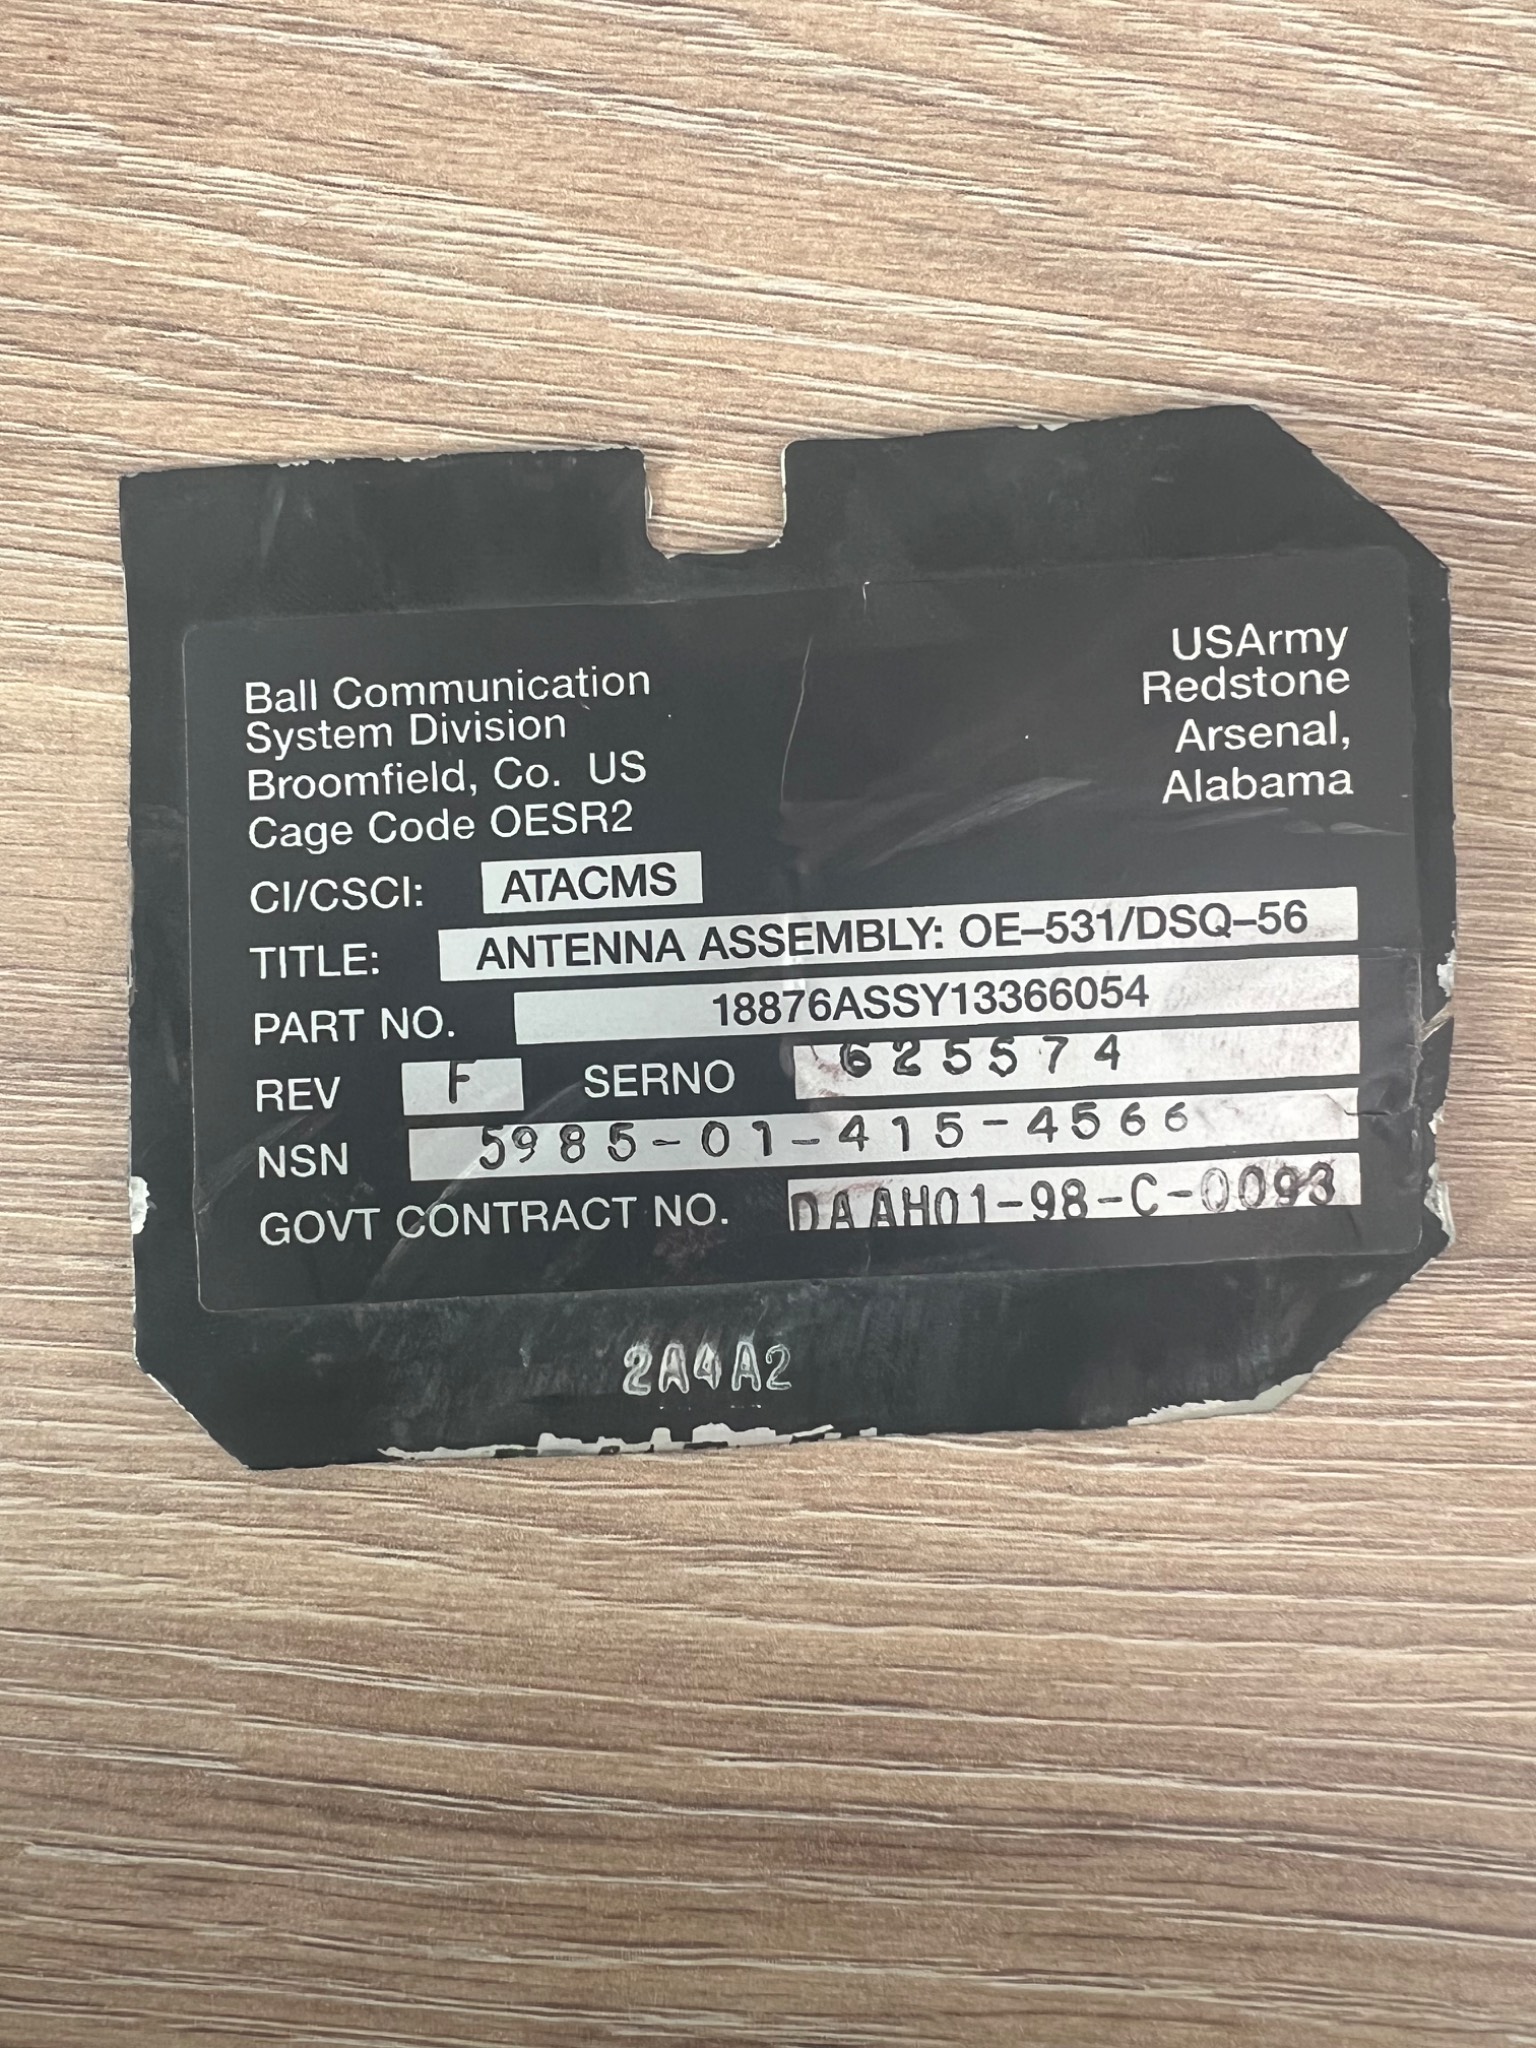 Ball Communication
System Division
Broomfield, Co. US
Cage Code OESR2
USArmy
Redstone
Arsenal,
Alabama
CI/CSCI: ATACMS
TITLE: ANTENNA ASSEMBLY: OE–531/DSQ–56
PART NO. 18876ASSY13366054
REV F SERNO 625574
NSN 5985-01-415-4566
GOVT CONTRACT NO. DAAH01-98-C-0093
2A4A2